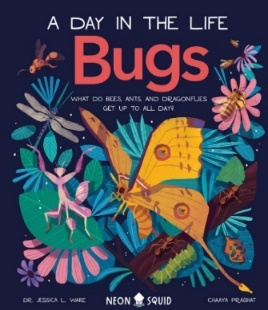 A DAY IN THE LIFE
Bugs
WHAT DO BEES, ANTS, AND DRAGONFLIES
GET UP TO ALL DAY?
DR. JESSICA L. WARE
NEON SQUID
CHAAYA PRABHAT